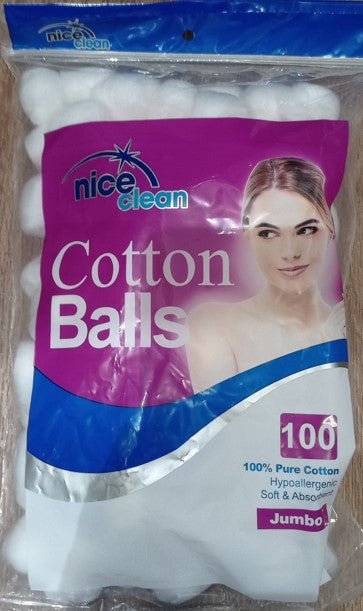 nice
clean
nice
clean
Cotton
Balls
100
100% Pure Cotton
Hypoallergenic
Soft & Absorbent
Jumbo